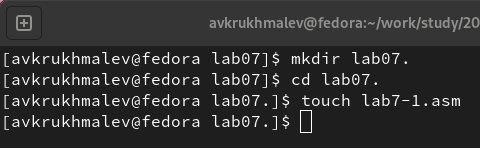 avkrukhmalev@fedora:~/work/study/20
[avkrukhmalev@fedora lab07]$ mkdir lab07.
[avkrukhmalev@fedora lab07]$ cd lab07.
[avkrukhmalev@fedora lab07.]$ touch lab7-1.asm
[avkrukhmalev@fedora lab07.]$